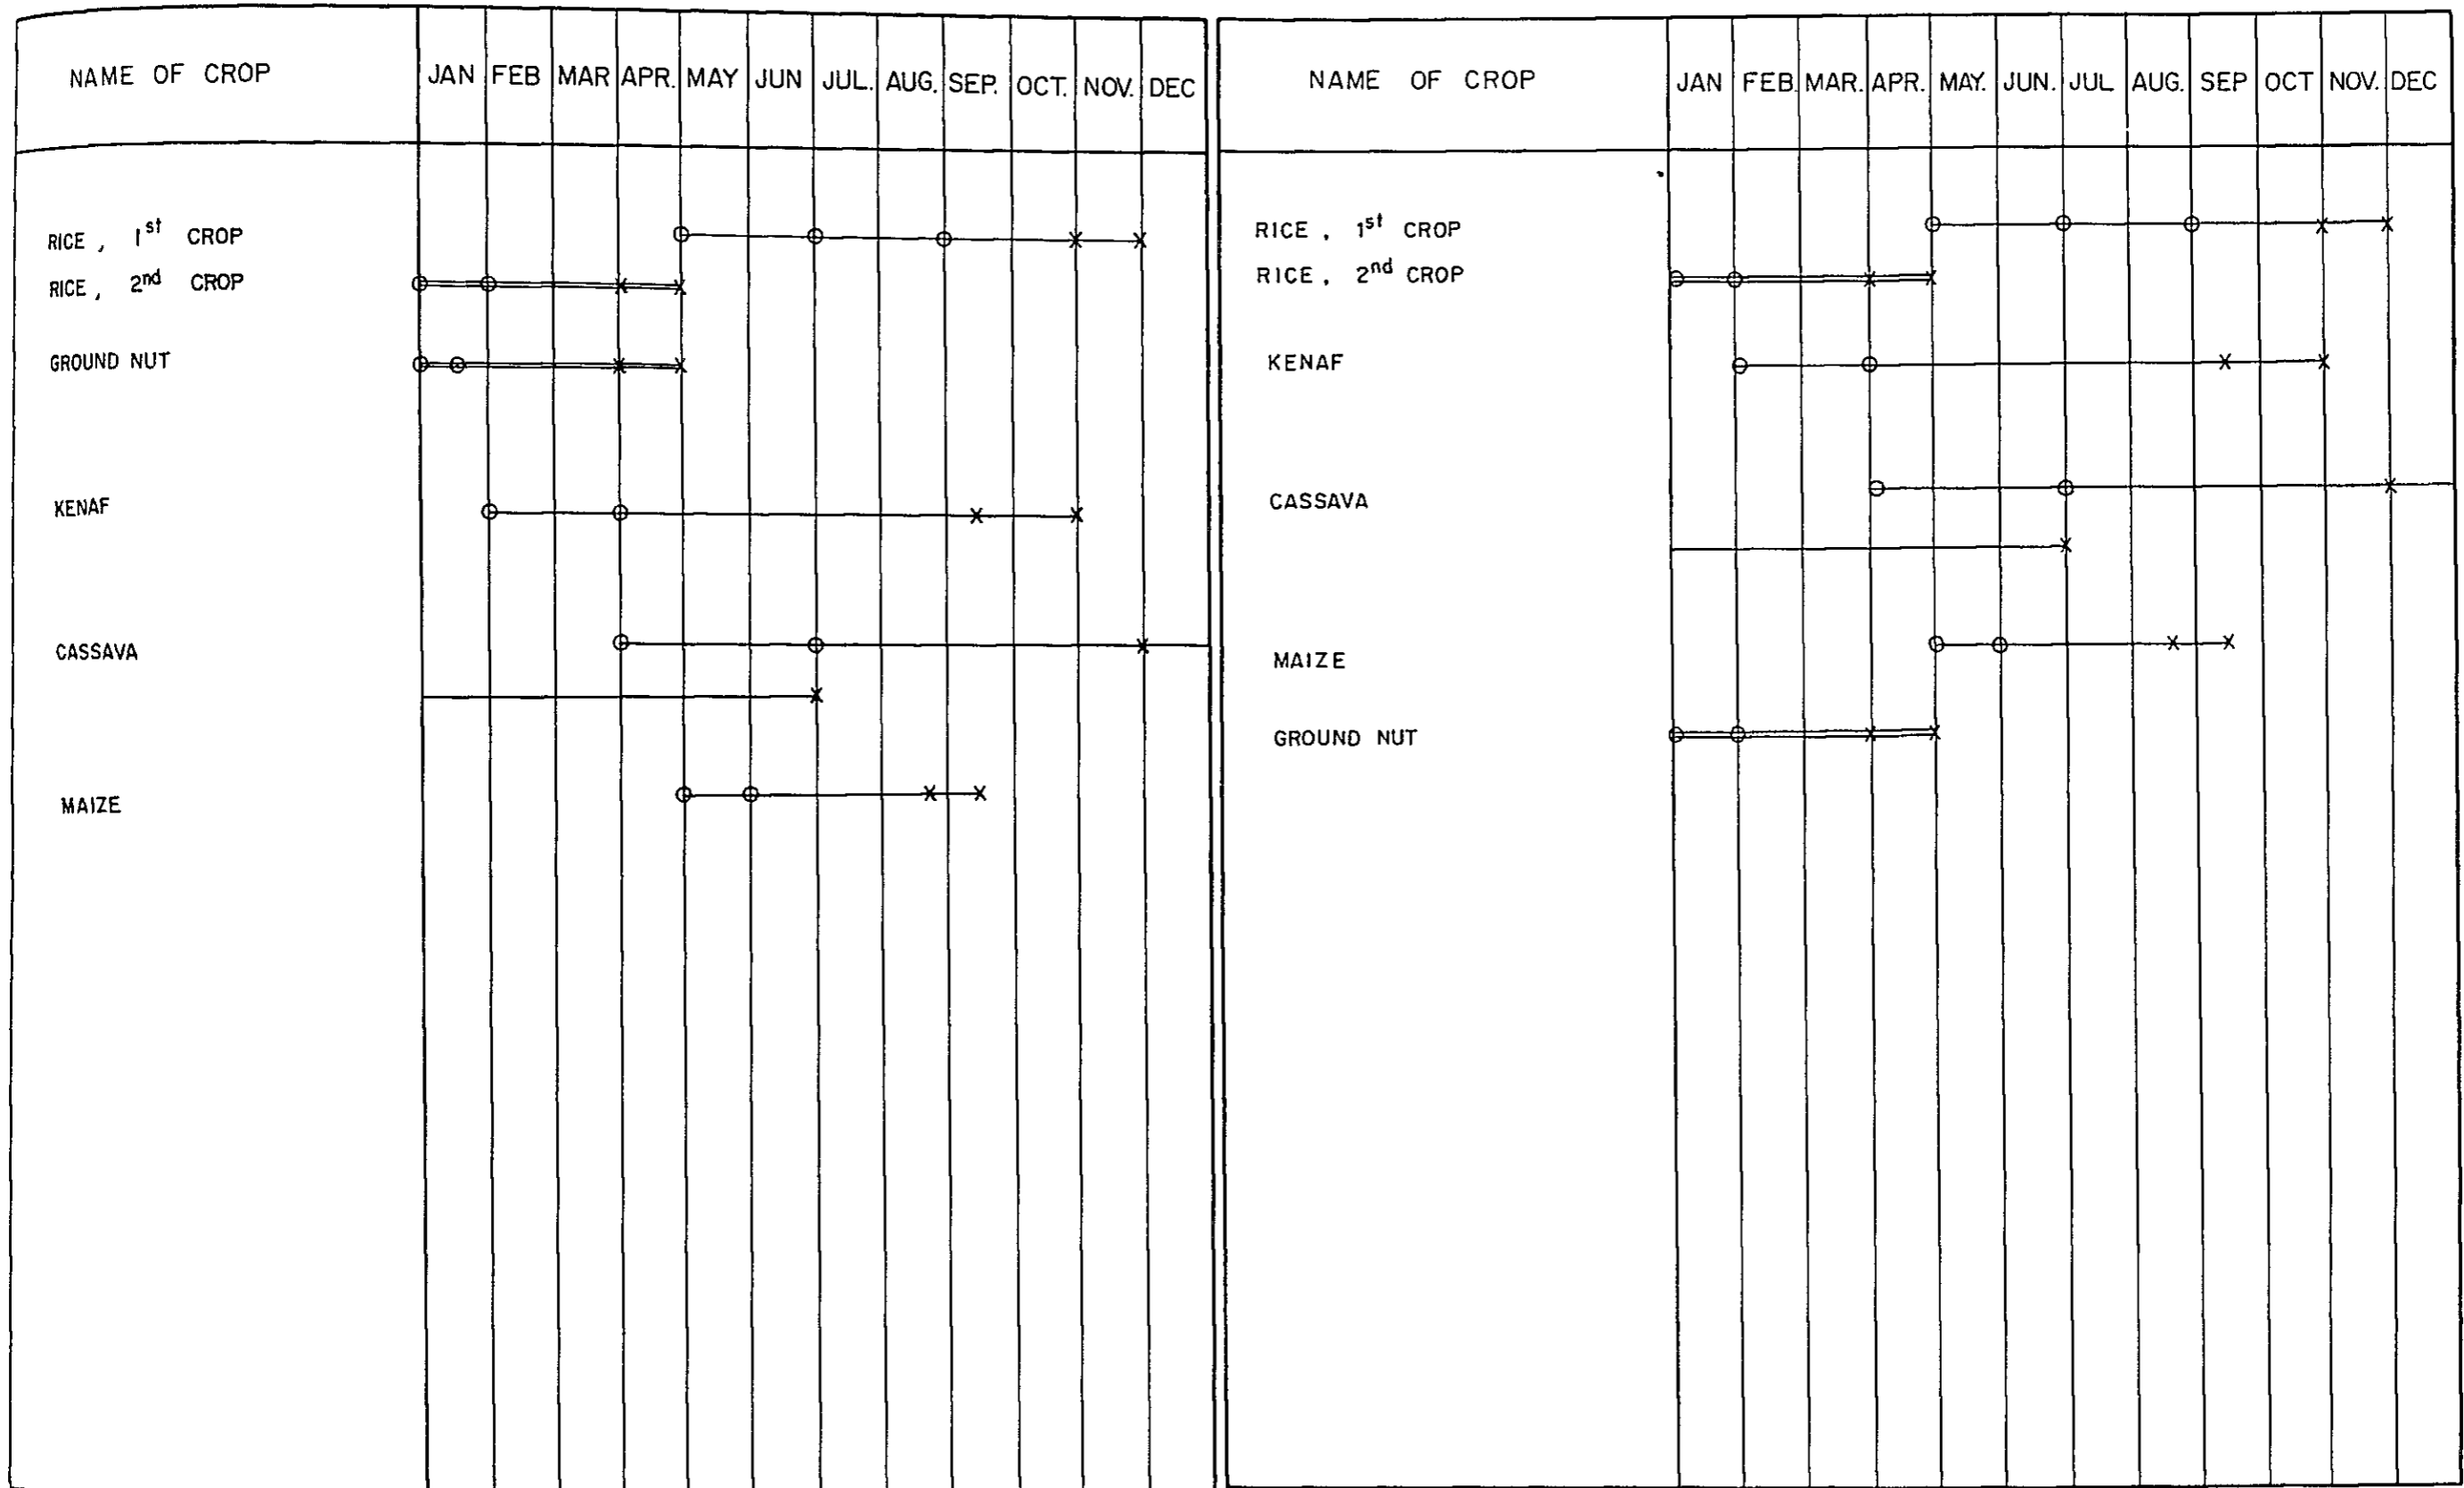 NAME OF CROP JAN FEB MAR APR. MAY JUN JUL. AUG. SEP. OCT. NOV. DEC
RICE , 1st CROP
RICE , 2nd CROP
GROUND NUT
KENAF
CASSAVA
MAIZE
NAME OF CROP JAN FEB. MAR. APR. MAY. JUN. JUL AUG. SEP OCT NOV. DEC
RICE , 1st CROP
RICE , 2nd CROP
KENAF
CASSAVA
MAIZE
GROUND NUT